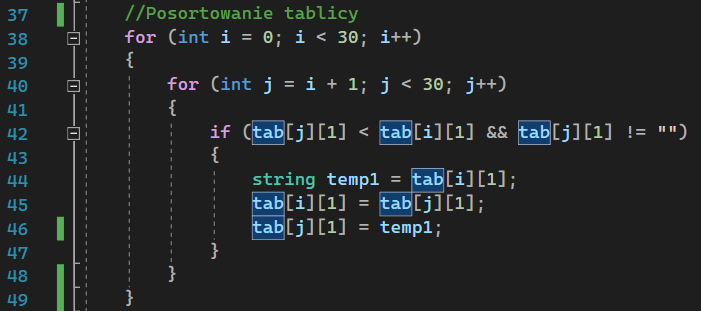 37 //Posortowanie tablicy
38 for (int i = 0; i < 30; i++)
39 {
40 for (int j = i + 1; j < 30; j++)
41 {
42 if (tab[j][1] < tab[i][1] && tab[j][1] != "")
43 {
44 string temp1 = tab[i][1];
45 tab[i][1] = tab[j][1];
46 tab[j][1] = temp1;
47 }
48 }
49 }